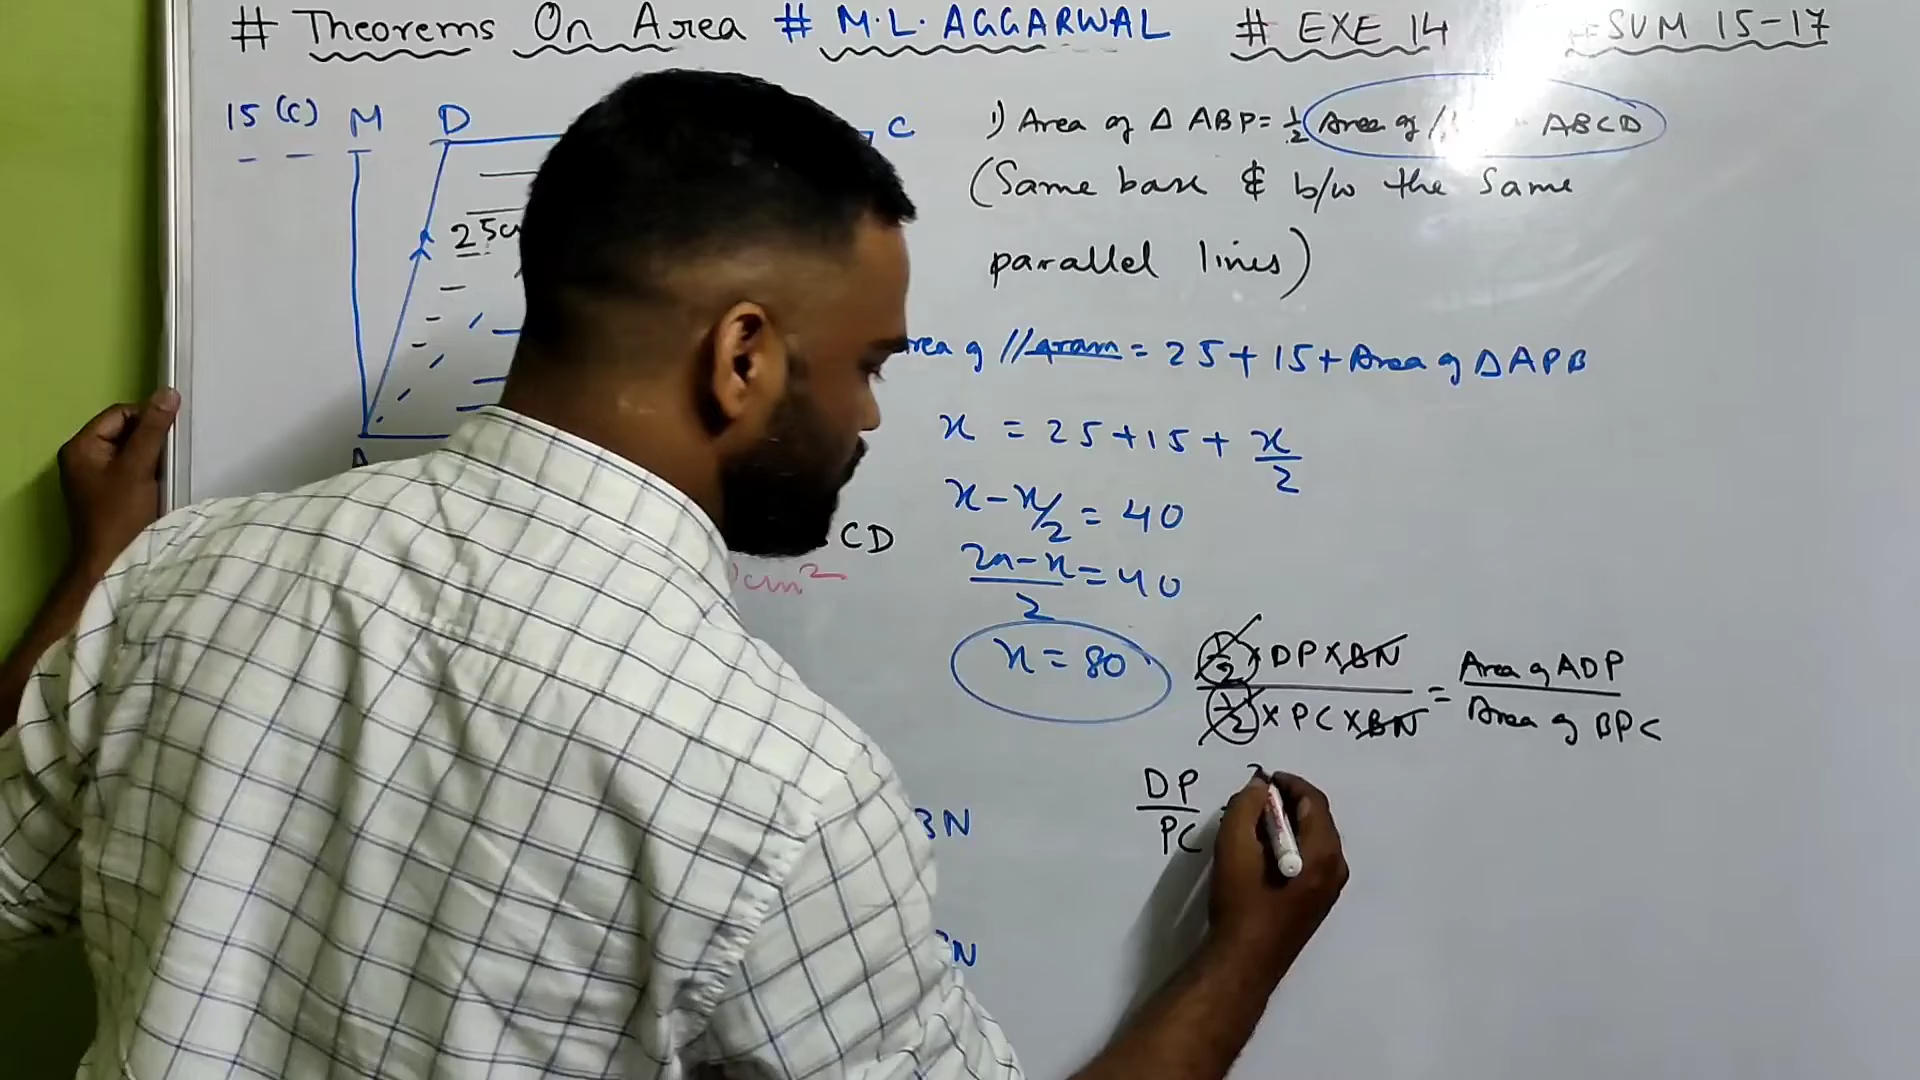 # Theorems On Area # M.L. AGGARWAL # EXE 14 # SUM 15-17
15 (c) M D C
25cm
A
1) Area of Δ ABP = 1/2 Area of // ABCD
(Same base & b/w the Same
parallel lines)
Area of //gram = 25 + 15 + Area of Δ APB
x = 25 + 15 + x/2
x - x/2 = 40
(2x - x)/2 = 40
x = 80
CD
0cm²
(1/2 × DP × BN)/(1/2 × PC × BN) = Area of ADP/Area of BPC
DP/PC =
BN
BN